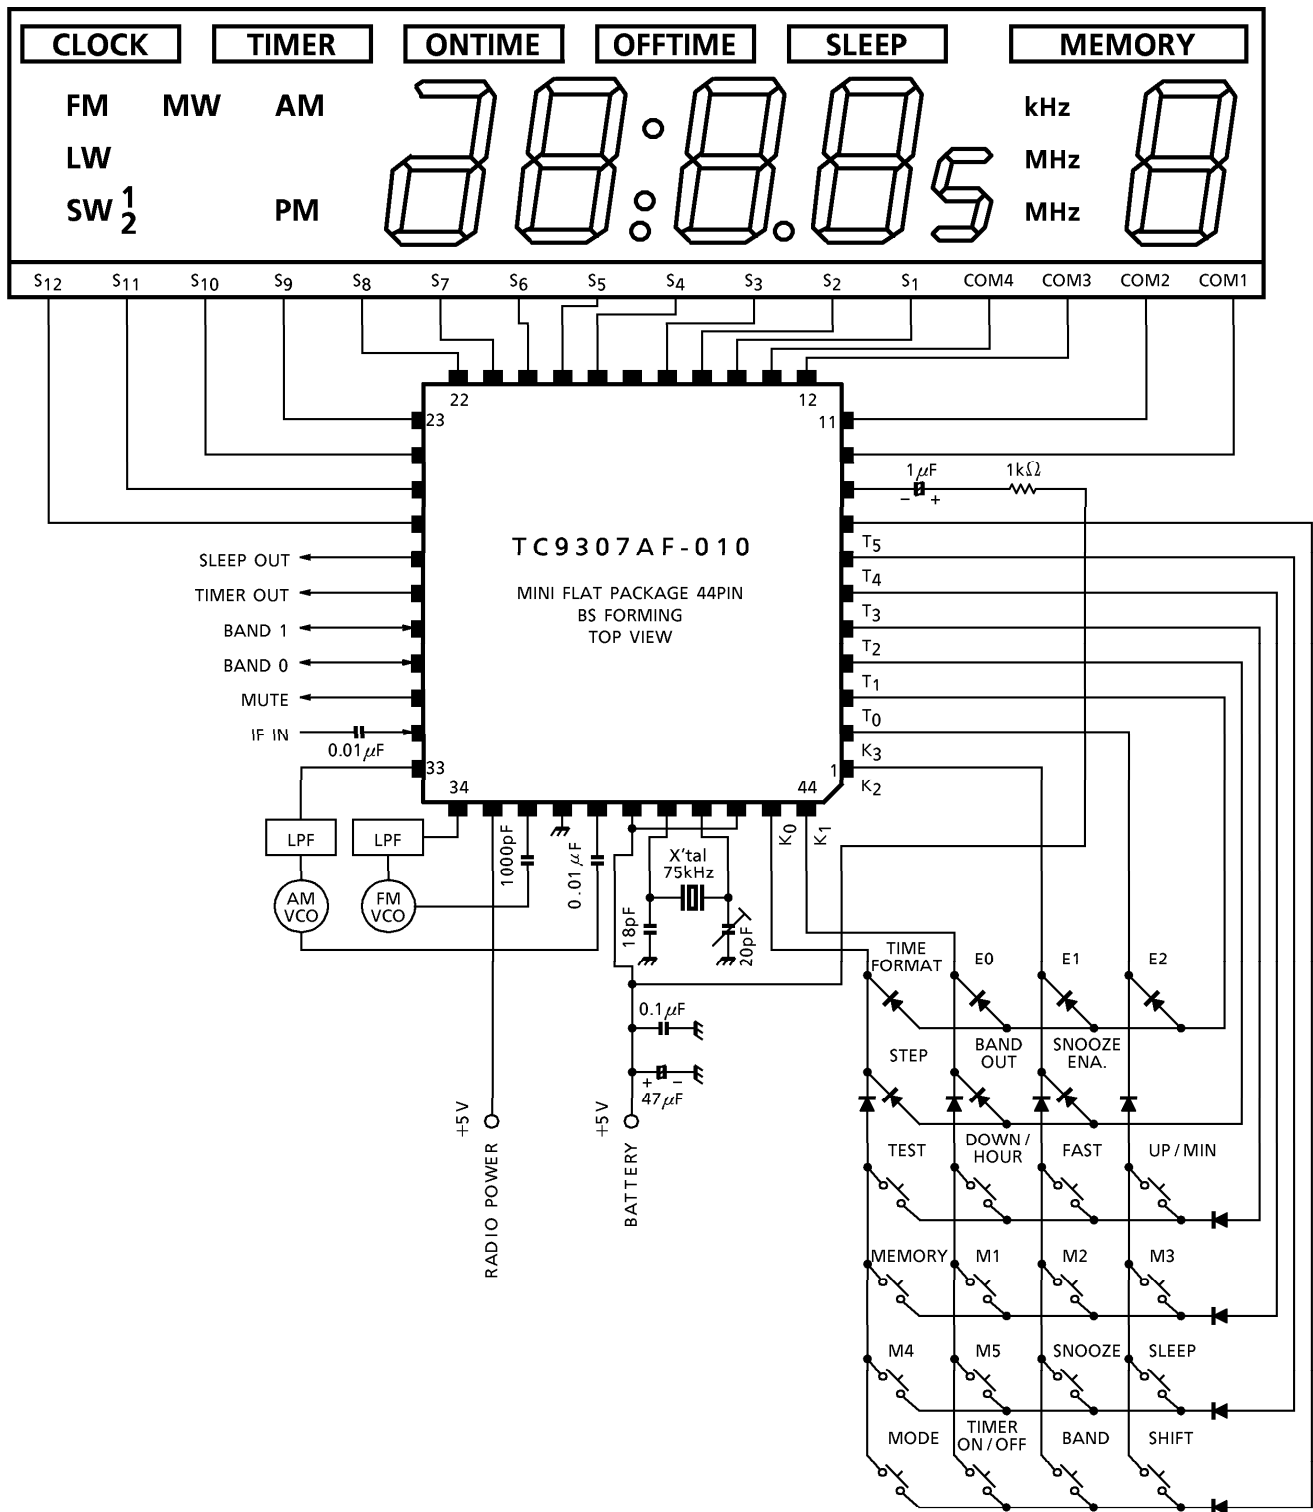 CLOCK TIMER ONTIME OFFTIME SLEEP MEMORY
FM MW AM kHz
LW MHz
SW 1 2 PM MHz
S12 S11 S10 S9 S8 S7 S6 S5 S4 S3 S2 S1 COM4 COM3 COM2 COM1
22 12
23 11
1μF 1kΩ
− +
TC9307AF-010
MINI FLAT PACKAGE 44PIN
BS FORMING
TOP VIEW
SLEEP OUT
TIMER OUT
BAND 1
BAND 0
MUTE
IF IN
0.01μF
T5
T4
T3
T2
T1
T0
K3
K2
33 1
34 44
LPF LPF
AM
VCO
FM
VCO
1000pF
0.01μF
X'tal
75kHz
18pF
20pF
K0
K1
0.1μF
+ −
47μF
+5V
RADIO POWER
+5V
BATTERY
TIME
FORMAT
E0 E1 E2
STEP
BAND
OUT
SNOOZE
ENA.
TEST
DOWN/
HOUR
FAST UP/MIN
MEMORY M1 M2 M3
M4 M5 SNOOZE SLEEP
MODE
TIMER
ON/OFF
BAND SHIFT